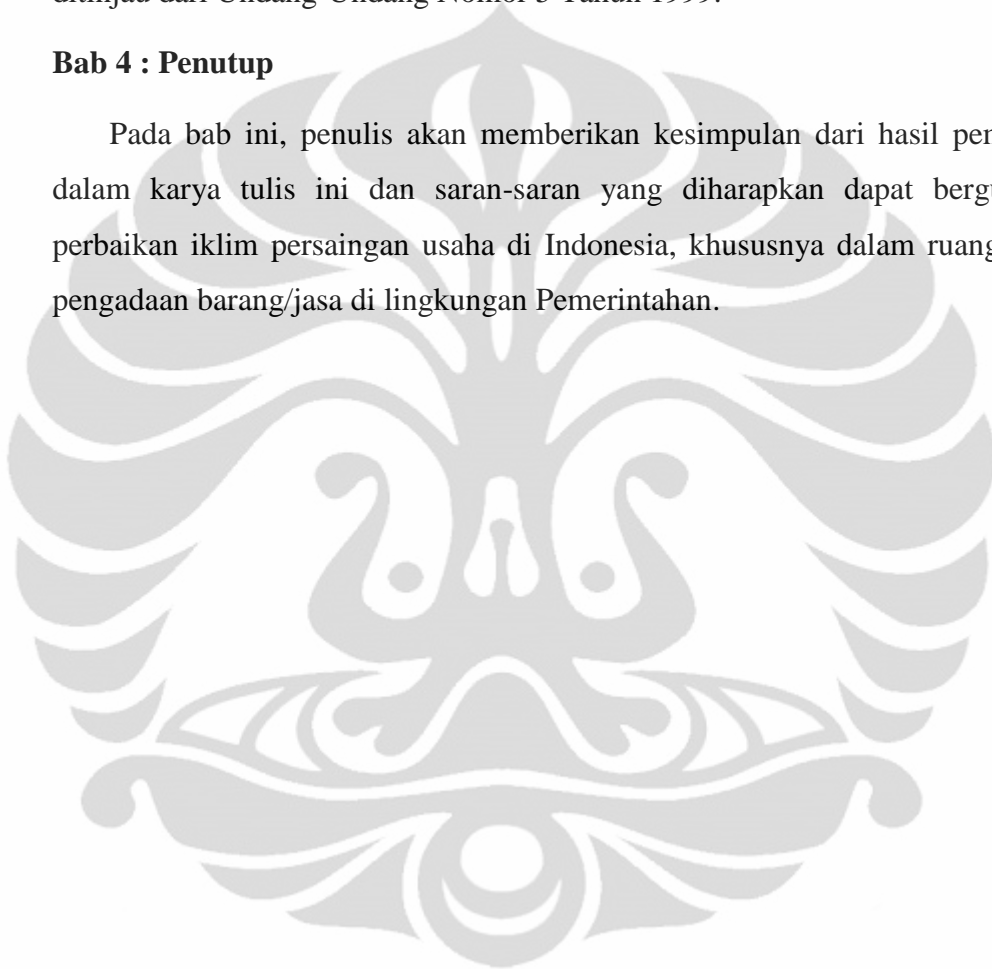 ditinjau dari Undang-Undang Nomor 5 Tahun 1999.
Bab 4 : Penutup
Pada bab ini, penulis akan memberikan kesimpulan dari hasil
dalam karya tulis ini dan saran-saran yang diharapkan dapat
perbaikan iklim persaingan usaha di Indonesia, khususnya dalam ruang
pengadaan barang/jasa di lingkungan Pemerintahan.